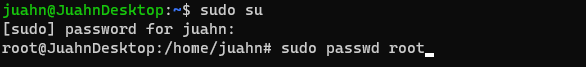 juahn@JuahnDesktop:~$ sudo su
[sudo] password for juahn:
root@JuahnDesktop:/home/juahn# sudo passwd root